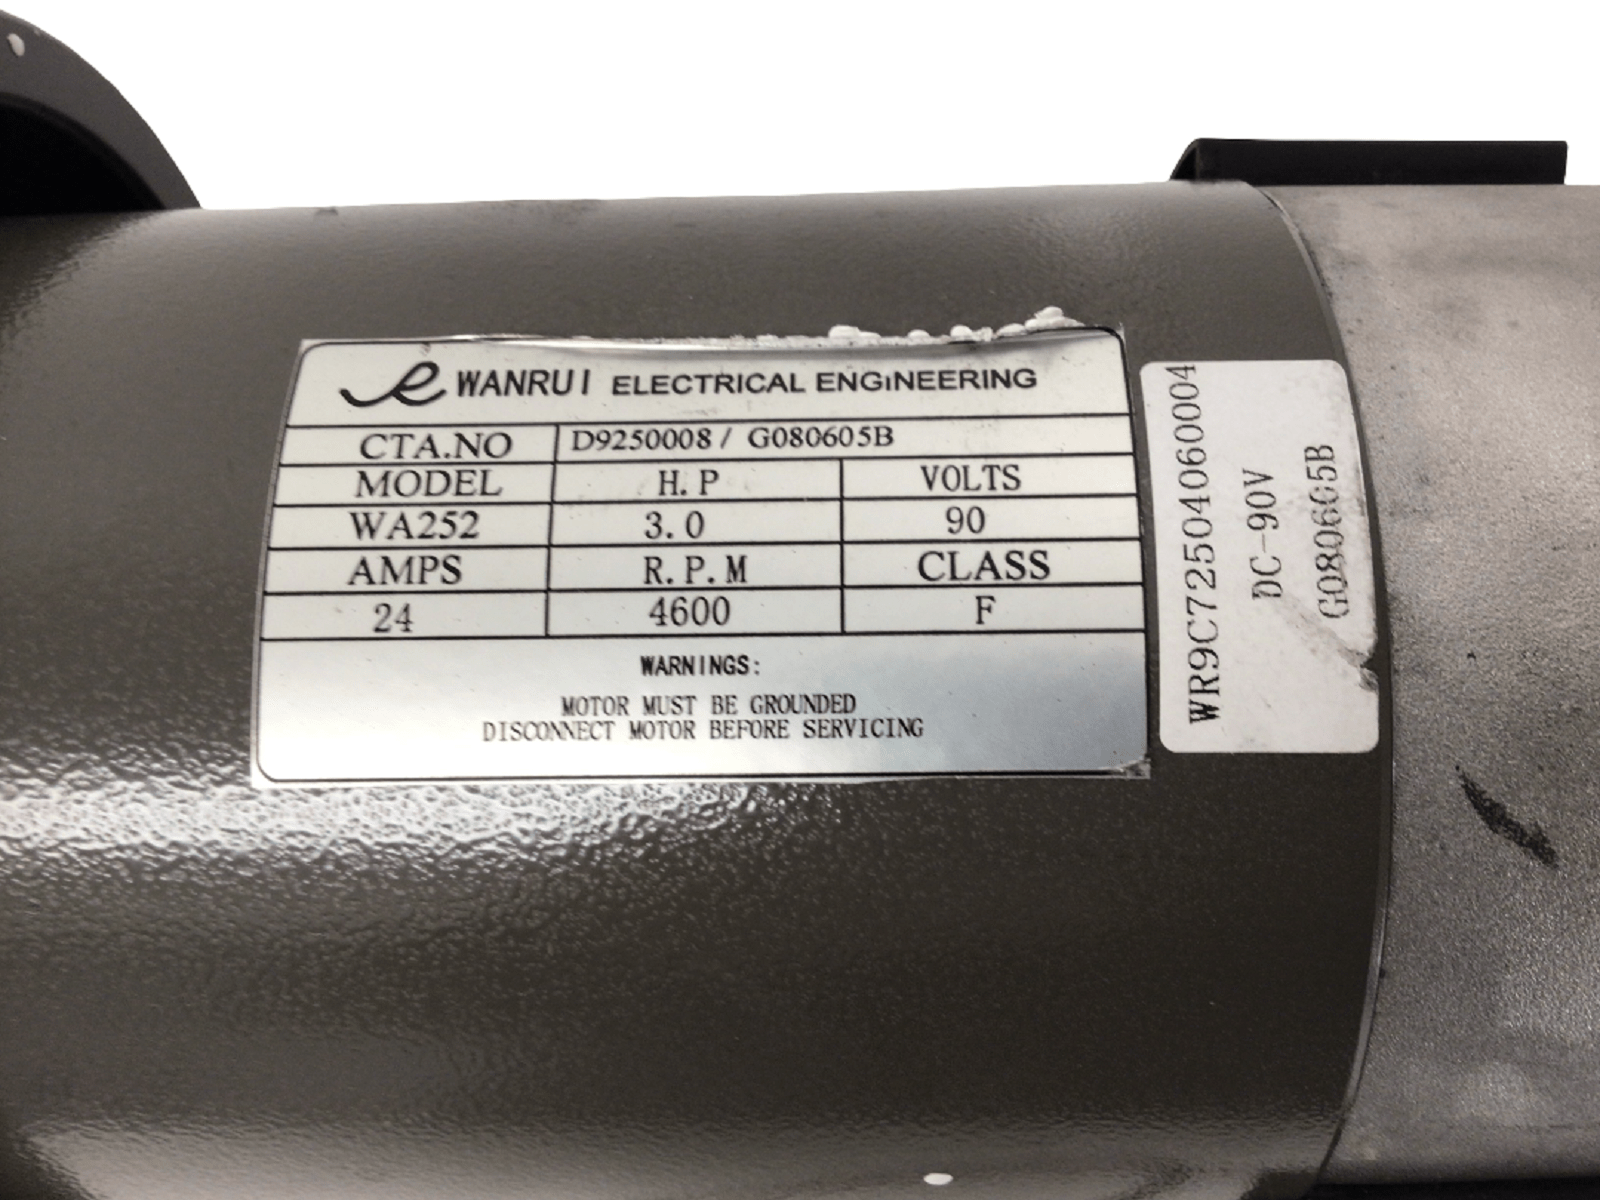 WANRUI ELECTRICAL ENGiNEERING
CTA.NO D9250008 / G080605B
MODEL H.P VOLTS
WA252 3.0 90
AMPS R.P.M CLASS
24 4600 F
WARNINGS:
MOTOR MUST BE GROUNDED
DISCONNECT MOTOR BEFORE SERVICING
WR9C72504060004
DC-90V
G080605B